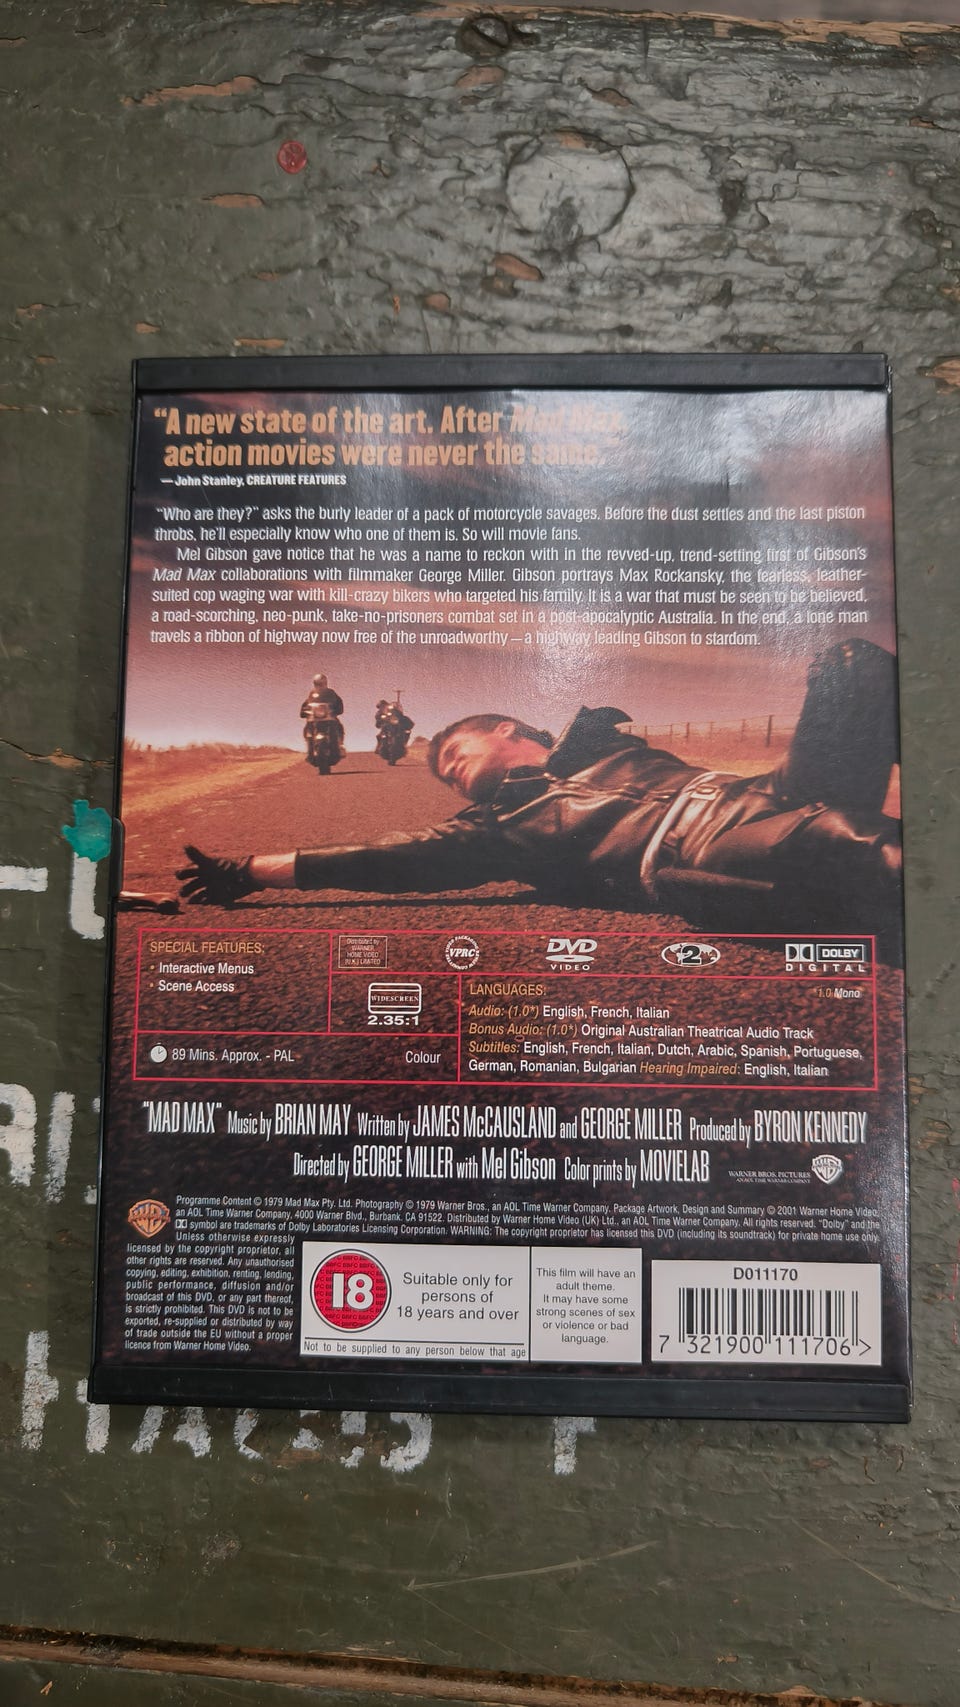 “A new state of the art. After Mad Max,
action movies were never the same.”
— John Stanley, CREATURE FEATURES
“Who are they?” asks the burly leader of a pack of motorcycle savages. Before the dust settles and the last piston
throbs, he'll especially know who one of them is. So will movie fans.
Mel Gibson gave notice that he was a name to reckon with in the revved-up, trend-setting first of Gibson's
Mad Max collaborations with filmmaker George Miller. Gibson portrays Max Rockansky, the fearless, leather-
suited cop waging war with kill-crazy bikers who targeted his family. It is a war that must be seen to be believed,
a road-scorching, neo-punk, take-no-prisoners combat set in a post-apocalyptic Australia. In the end, a lone man
travels a ribbon of highway now free of the unroadworthy — a highway leading Gibson to stardom.
SPECIAL FEATURES:
• Interactive Menus
• Scene Access
Distributed by
WARNER
HOME VIDEO
(U.K.) LIMITED
VPRC
DVD
VIDEO
2
DOLBY
DIGITAL
WIDESCREEN
2.35:1
89 Mins. Approx. - PAL
Colour
LANGUAGES:
*1.0 Mono
Audio: (1.0*) English, French, Italian
Bonus Audio: (1.0*) Original Australian Theatrical Audio Track
Subtitles: English, French, Italian, Dutch, Arabic, Spanish, Portuguese,
German, Romanian, Bulgarian Hearing Impaired: English, Italian
“MAD MAX” Music by BRIAN MAY Written by JAMES McCAUSLAND and GEORGE MILLER Produced by BYRON KENNEDY
Directed by GEORGE MILLER with Mel Gibson Color prints by MOVIELAB
WARNER BROS. PICTURES
AN AOL TIME WARNER COMPANY
Programme Content © 1979 Mad Max Pty. Ltd. Photography © 1979 Warner Bros., an AOL Time Warner Company. Package Artwork, Design and Summary © 2001 Warner Home Video,
an AOL Time Warner Company, 4000 Warner Blvd., Burbank, CA 91522. Distributed by Warner Home Video (UK) Ltd., an AOL Time Warner Company. All rights reserved. “Dolby” and the
symbol are trademarks of Dolby Laboratories Licensing Corporation. WARNING: The copyright proprietor has licensed this DVD (including its soundtrack) for private home use only.
Unless otherwise expressly
licensed by the copyright proprietor, all
other rights are reserved. Any unauthorised
copying, editing, exhibition, renting, lending,
public performance, diffusion and/or
broadcast of this DVD, or any part thereof,
is strictly prohibited. This DVD is not to be
exported, re-supplied or distributed by way
of trade outside the EU without a proper
licence from Warner Home Video.
18
Suitable only for
persons of
18 years and over
Not to be supplied to any person below that age
This film will have an
adult theme.
It may have some
strong scenes of sex
or violence or bad
language.
D011170
7 321900 111706 >